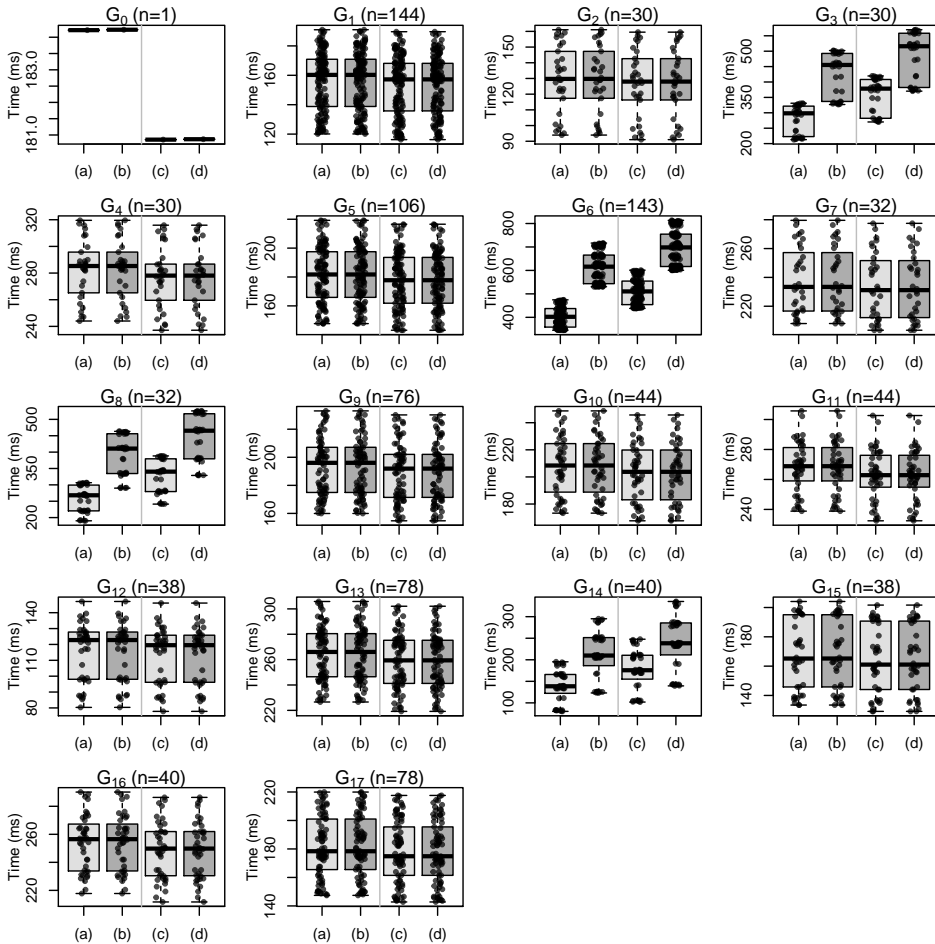 G0 (n=1)
Time (ms)
181.0 183.0
(a) (b) (c) (d)
G1 (n=144)
Time (ms)
120 160
(a) (b) (c) (d)
G2 (n=30)
Time (ms)
90 120 150
(a) (b) (c) (d)
G3 (n=30)
Time (ms)
200 350 500
(a) (b) (c) (d)
G4 (n=30)
Time (ms)
240 280 320
(a) (b) (c) (d)
G5 (n=106)
Time (ms)
160 200
(a) (b) (c) (d)
G6 (n=143)
Time (ms)
400 600 800
(a) (b) (c) (d)
G7 (n=32)
Time (ms)
220 260
(a) (b) (c) (d)
G8 (n=32)
Time (ms)
200 350 500
(a) (b) (c) (d)
G9 (n=76)
Time (ms)
160 200
(a) (b) (c) (d)
G10 (n=44)
Time (ms)
180 220
(a) (b) (c) (d)
G11 (n=44)
Time (ms)
240 280
(a) (b) (c) (d)
G12 (n=38)
Time (ms)
80 110 140
(a) (b) (c) (d)
G13 (n=78)
Time (ms)
220 260 300
(a) (b) (c) (d)
G14 (n=40)
Time (ms)
100 200 300
(a) (b) (c) (d)
G15 (n=38)
Time (ms)
140 180
(a) (b) (c) (d)
G16 (n=40)
Time (ms)
220 260
(a) (b) (c) (d)
G17 (n=78)
Time (ms)
140 180 220
(a) (b) (c) (d)